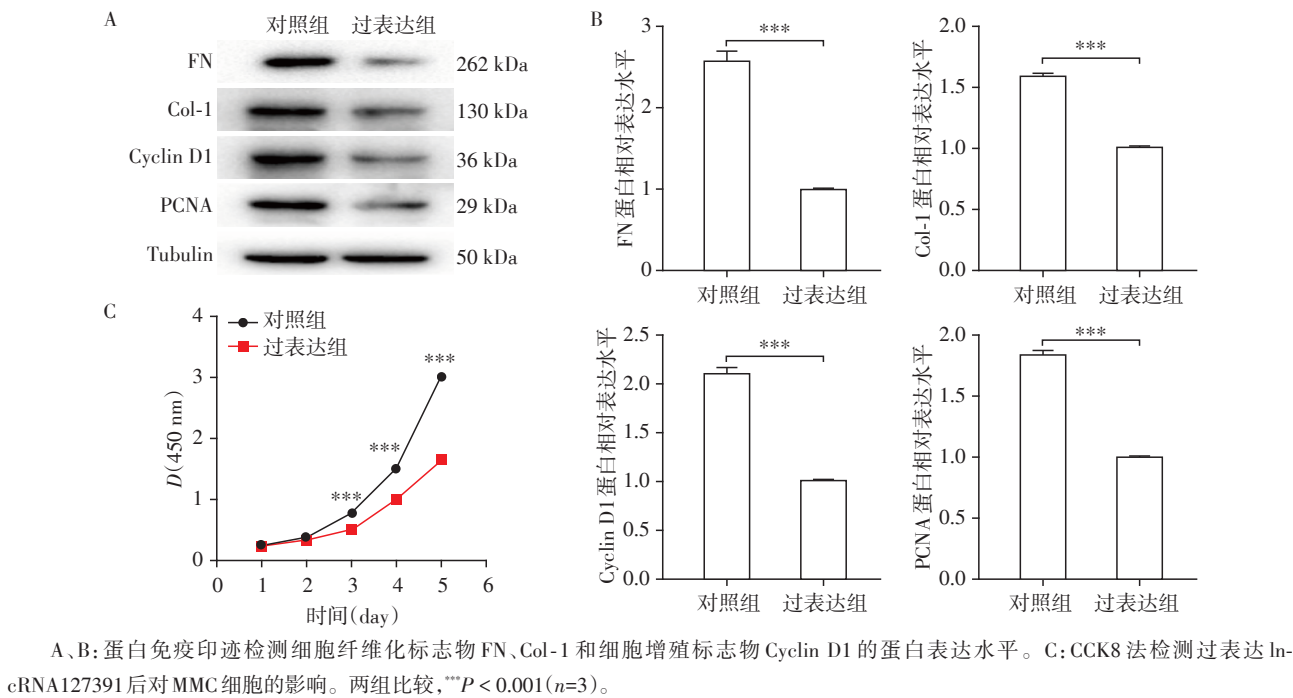 A
对照组 过表达组
FN 262 kDa
Col-1 130 kDa
Cyclin D1 36 kDa
PCNA 29 kDa
Tubulin 50 kDa
B
FN蛋白相对表达水平
3
2
1
0
***
对照组 过表达组
Col-1蛋白相对表达水平
2.0
1.5
1.0
0.5
0.0
***
对照组 过表达组
Cyclin D1蛋白相对表达水平
2.5
2.0
1.5
1.0
0.5
0.0
***
对照组 过表达组
PCNA蛋白相对表达水平
2.0
1.5
1.0
0.5
0.0
***
对照组 过表达组
C
对照组
过表达组
D(450 nm)
4
3
2
1
0
***
***
***
0 1 2 3 4 5 6
时间(day)
A、B:蛋白免疫印迹检测细胞纤维化标志物FN、Col-1和细胞增殖标志物Cyclin D1的蛋白表达水平。C:CCK8法检测过表达ln-
cRNA127391后对MMC细胞的影响。两组比较,***P < 0.001(n=3)。